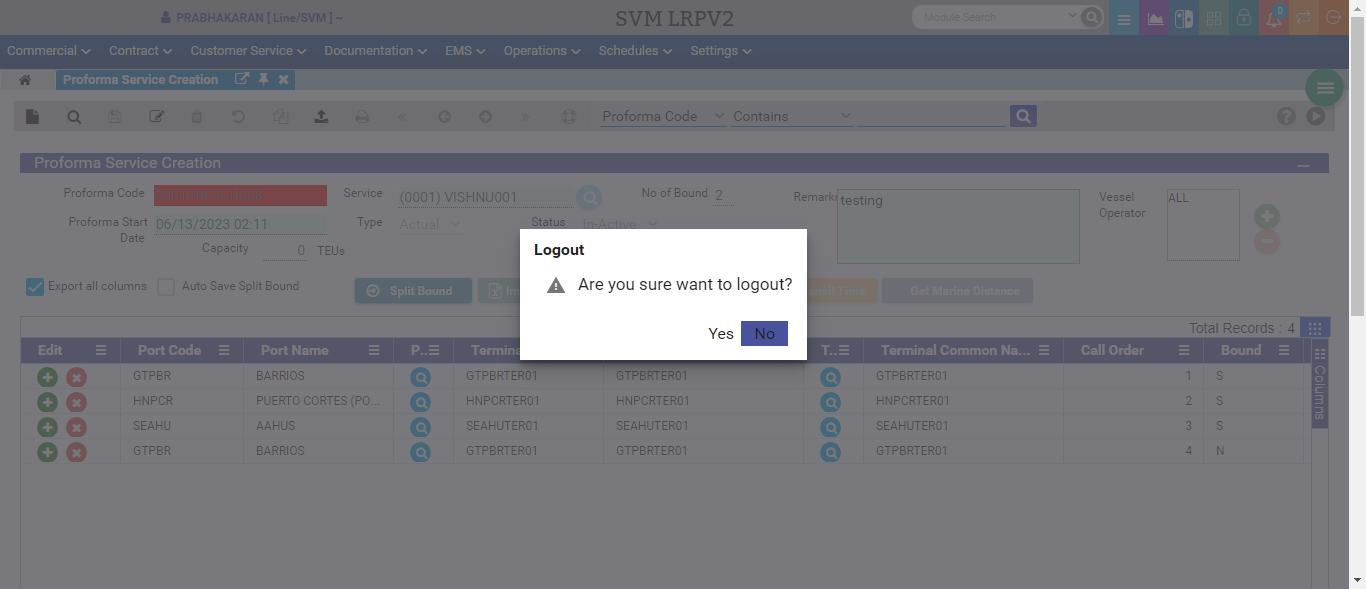 PRABHAKARAN [ Line/SVM ] ~
SVM LRPV2
Module Search
0
Commercial Contract Customer Service Documentation EMS Operations Schedules Settings
Proforma Service Creation
Proforma Code Contains
Proforma Service Creation
Proforma Code Service (0001) VISHNU001 No of Bound 2 Remarks testing Vessel Operator ALL
Proforma Start Date 06/13/2023 02:11 Type Actual Status In-Active
Capacity 0 TEUs
Logout
Are you sure want to logout?
Yes No
Export all columns Auto Save Split Bound Split Bound Time Get Marine Distance
Total Records : 4
Edit Port Code Port Name P.. Termina T.. Terminal Common Na... Call Order Bound
GTPBR BARRIOS GTPBRTER01 GTPBRTER01 GTPBRTER01 1 S
HNPCR PUERTO CORTES (PO... HNPCRTER01 HNPCRTER01 HNPCRTER01 2 S
SEAHU AAHUS SEAHUTER01 SEAHUTER01 SEAHUTER01 3 S
GTPBR BARRIOS GTPBRTER01 GTPBRTER01 GTPBRTER01 4 N
Columns